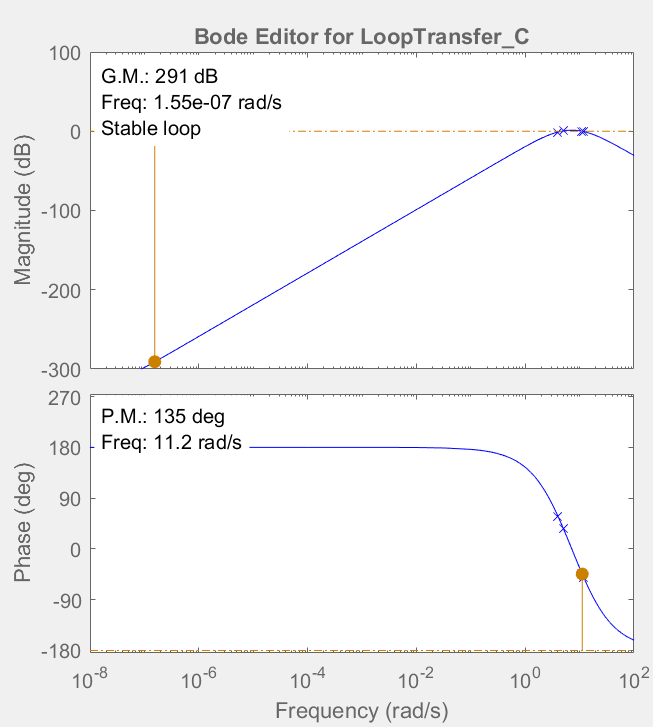 Bode Editor for LoopTransfer_C
G.M.: 291 dB
Freq: 1.55e-07 rad/s
Stable loop
Magnitude (dB)
100
0
-100
-200
-300
P.M.: 135 deg
Freq: 11.2 rad/s
Phase (deg)
270
180
90
0
-90
-180
10^-8 10^-6 10^-4 10^-2 10^0 10^2
Frequency (rad/s)